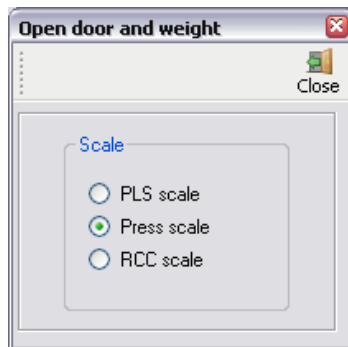 Open door and weight
Close
Scale
PLS scale
Press scale
RCC scale